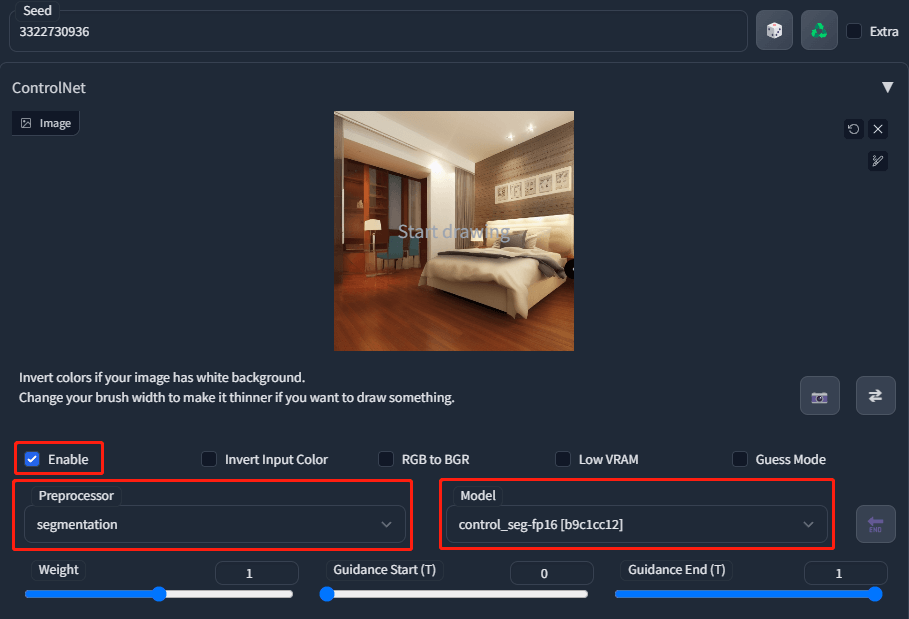 Seed
3322730936
Extra
ControlNet
Image
Start drawing
Invert colors if your image has white background.
Change your brush width to make it thinner if you want to draw something.
Enable
Invert Input Color
RGB to BGR
Low VRAM
Guess Mode
Preprocessor
segmentation
Model
control_seg-fp16 [b9c1cc12]
END
Weight
1
Guidance Start (T)
0
Guidance End (T)
1